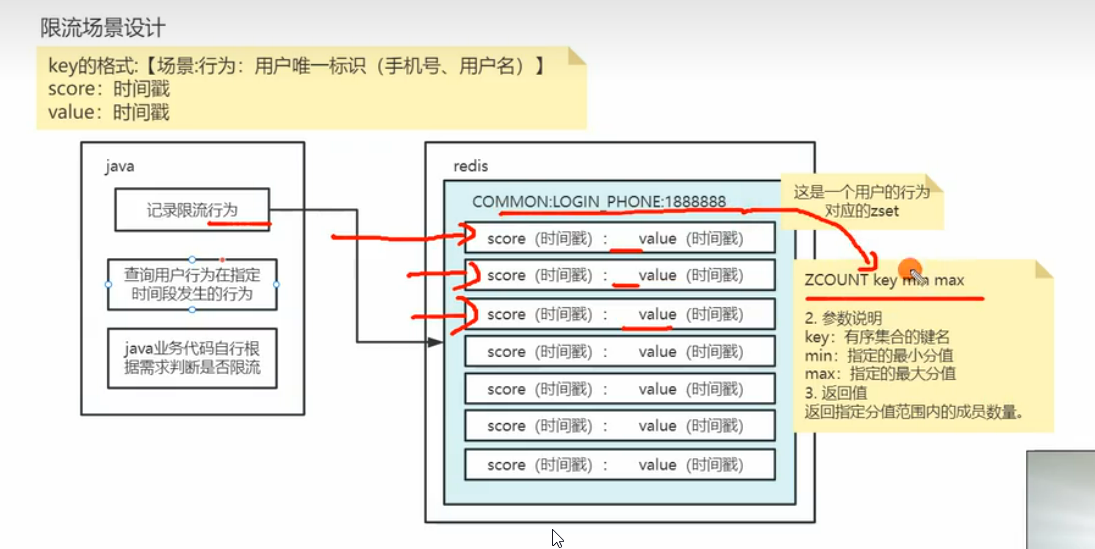 限流场景设计
key的格式:【场景:行为：用户唯一标识（手机号、用户名）】
score：时间戳
value：时间戳
java
记录限流行为
查询用户行为在指定
时间段发生的行为
java业务代码自行根
据需求判断是否限流
redis
COMMON:LOGIN_PHONE:1888888
score（时间戳）： value（时间戳）
score（时间戳）： value（时间戳）
score（时间戳）： value（时间戳）
score（时间戳）： value（时间戳）
score（时间戳）： value（时间戳）
score（时间戳）： value（时间戳）
score（时间戳）： value（时间戳）
这是一个用户的行为
对应的zset
ZCOUNT key min max
2. 参数说明
key：有序集合的键名
min：指定的最小分值
max：指定的最大分值
3. 返回值
返回指定分值范围内的成员数量。